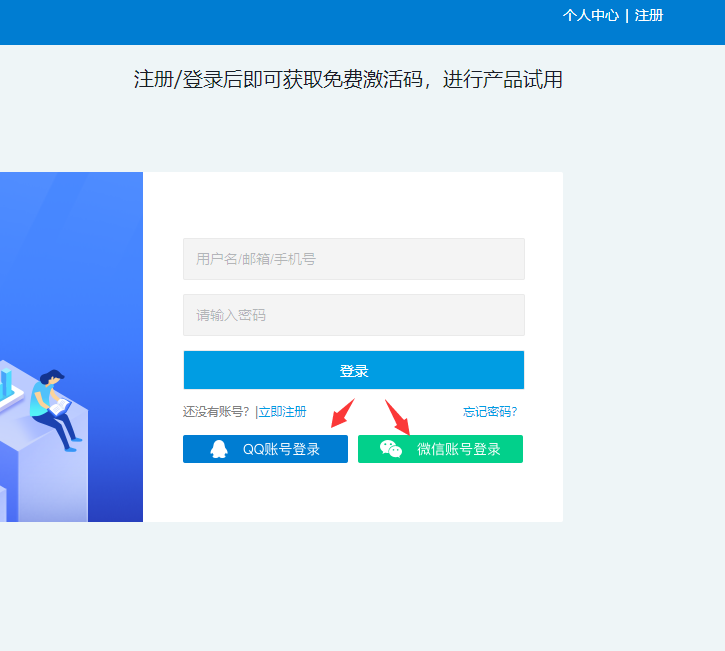 个人中心 | 注册
注册/登录后即可获取免费激活码，进行产品试用
用户名/邮箱/手机号
请输入密码
登录
还没有账号? |立即注册 忘记密码?
QQ账号登录 微信账号登录